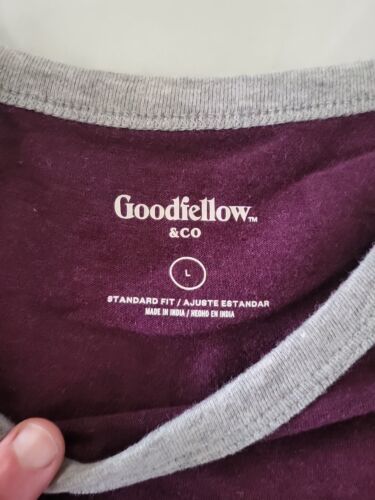 Goodfellow™
&CO
L
STANDARD FIT / AJUSTE ESTANDAR
MADE IN INDIA / HECHO EN INDIA